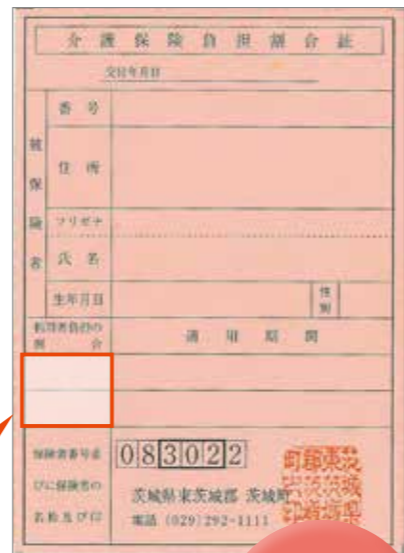 介護保険負担割合証
交付年月日
被保険者
番号
住所
フリガナ
氏名
生年月日
性別
利用者負担の割合
適用期間
保険者番号並びに保険者の名称及び印
083022
茨城県東茨城郡 茨城町
電話 (029)292-1111